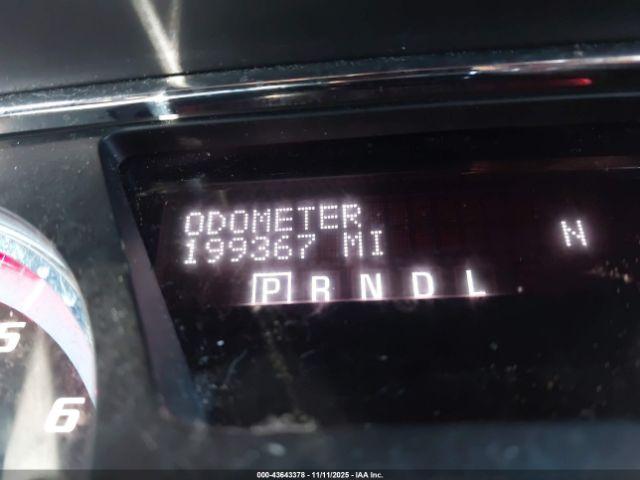 ODOMETER
199367 MI N
P R N D L
5
6
000-43643378 - 11/11/2025 - IAA Inc.